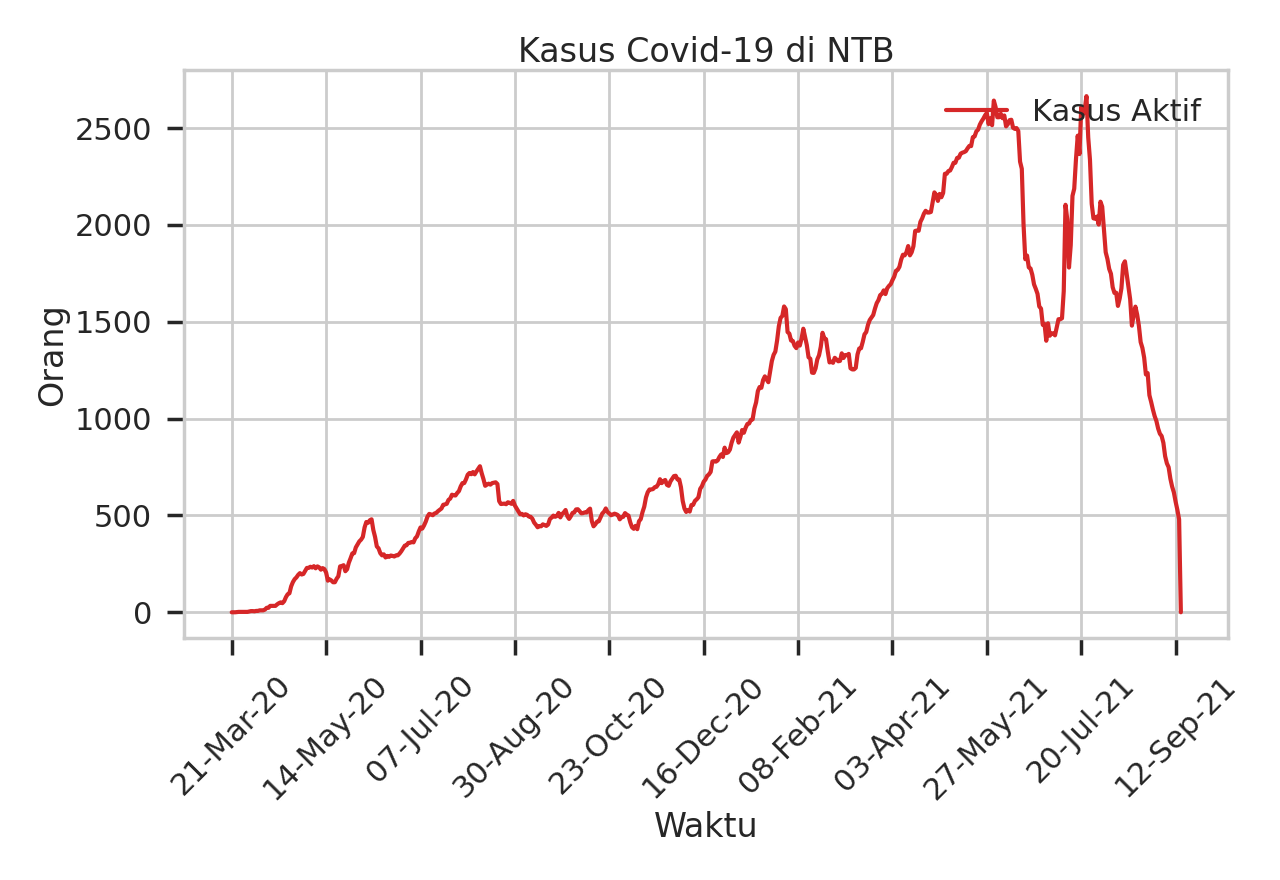 Kasus Covid-19 di NTB
Kasus Aktif
2500
2000
1500
1000
500
0
Orang
21-Mar-20
14-May-20
07-Jul-20
30-Aug-20
23-Oct-20
16-Dec-20
08-Feb-21
03-Apr-21
27-May-21
20-Jul-21
12-Sep-21
Waktu